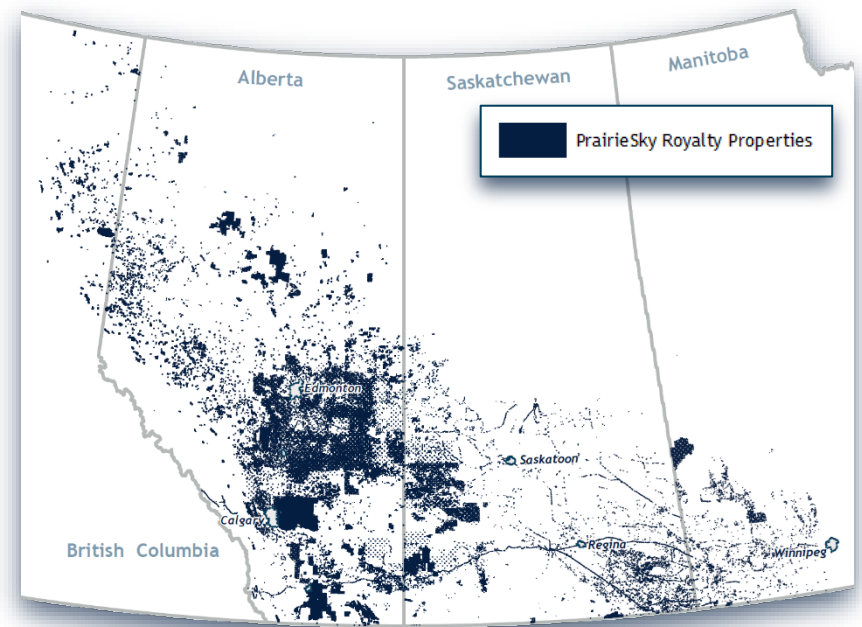 Alberta
Saskatchewan
Manitoba
PrairieSky Royalty Properties
Edmonton
Saskatoon
Calgary
Regina
Winnipeg
British Columbia